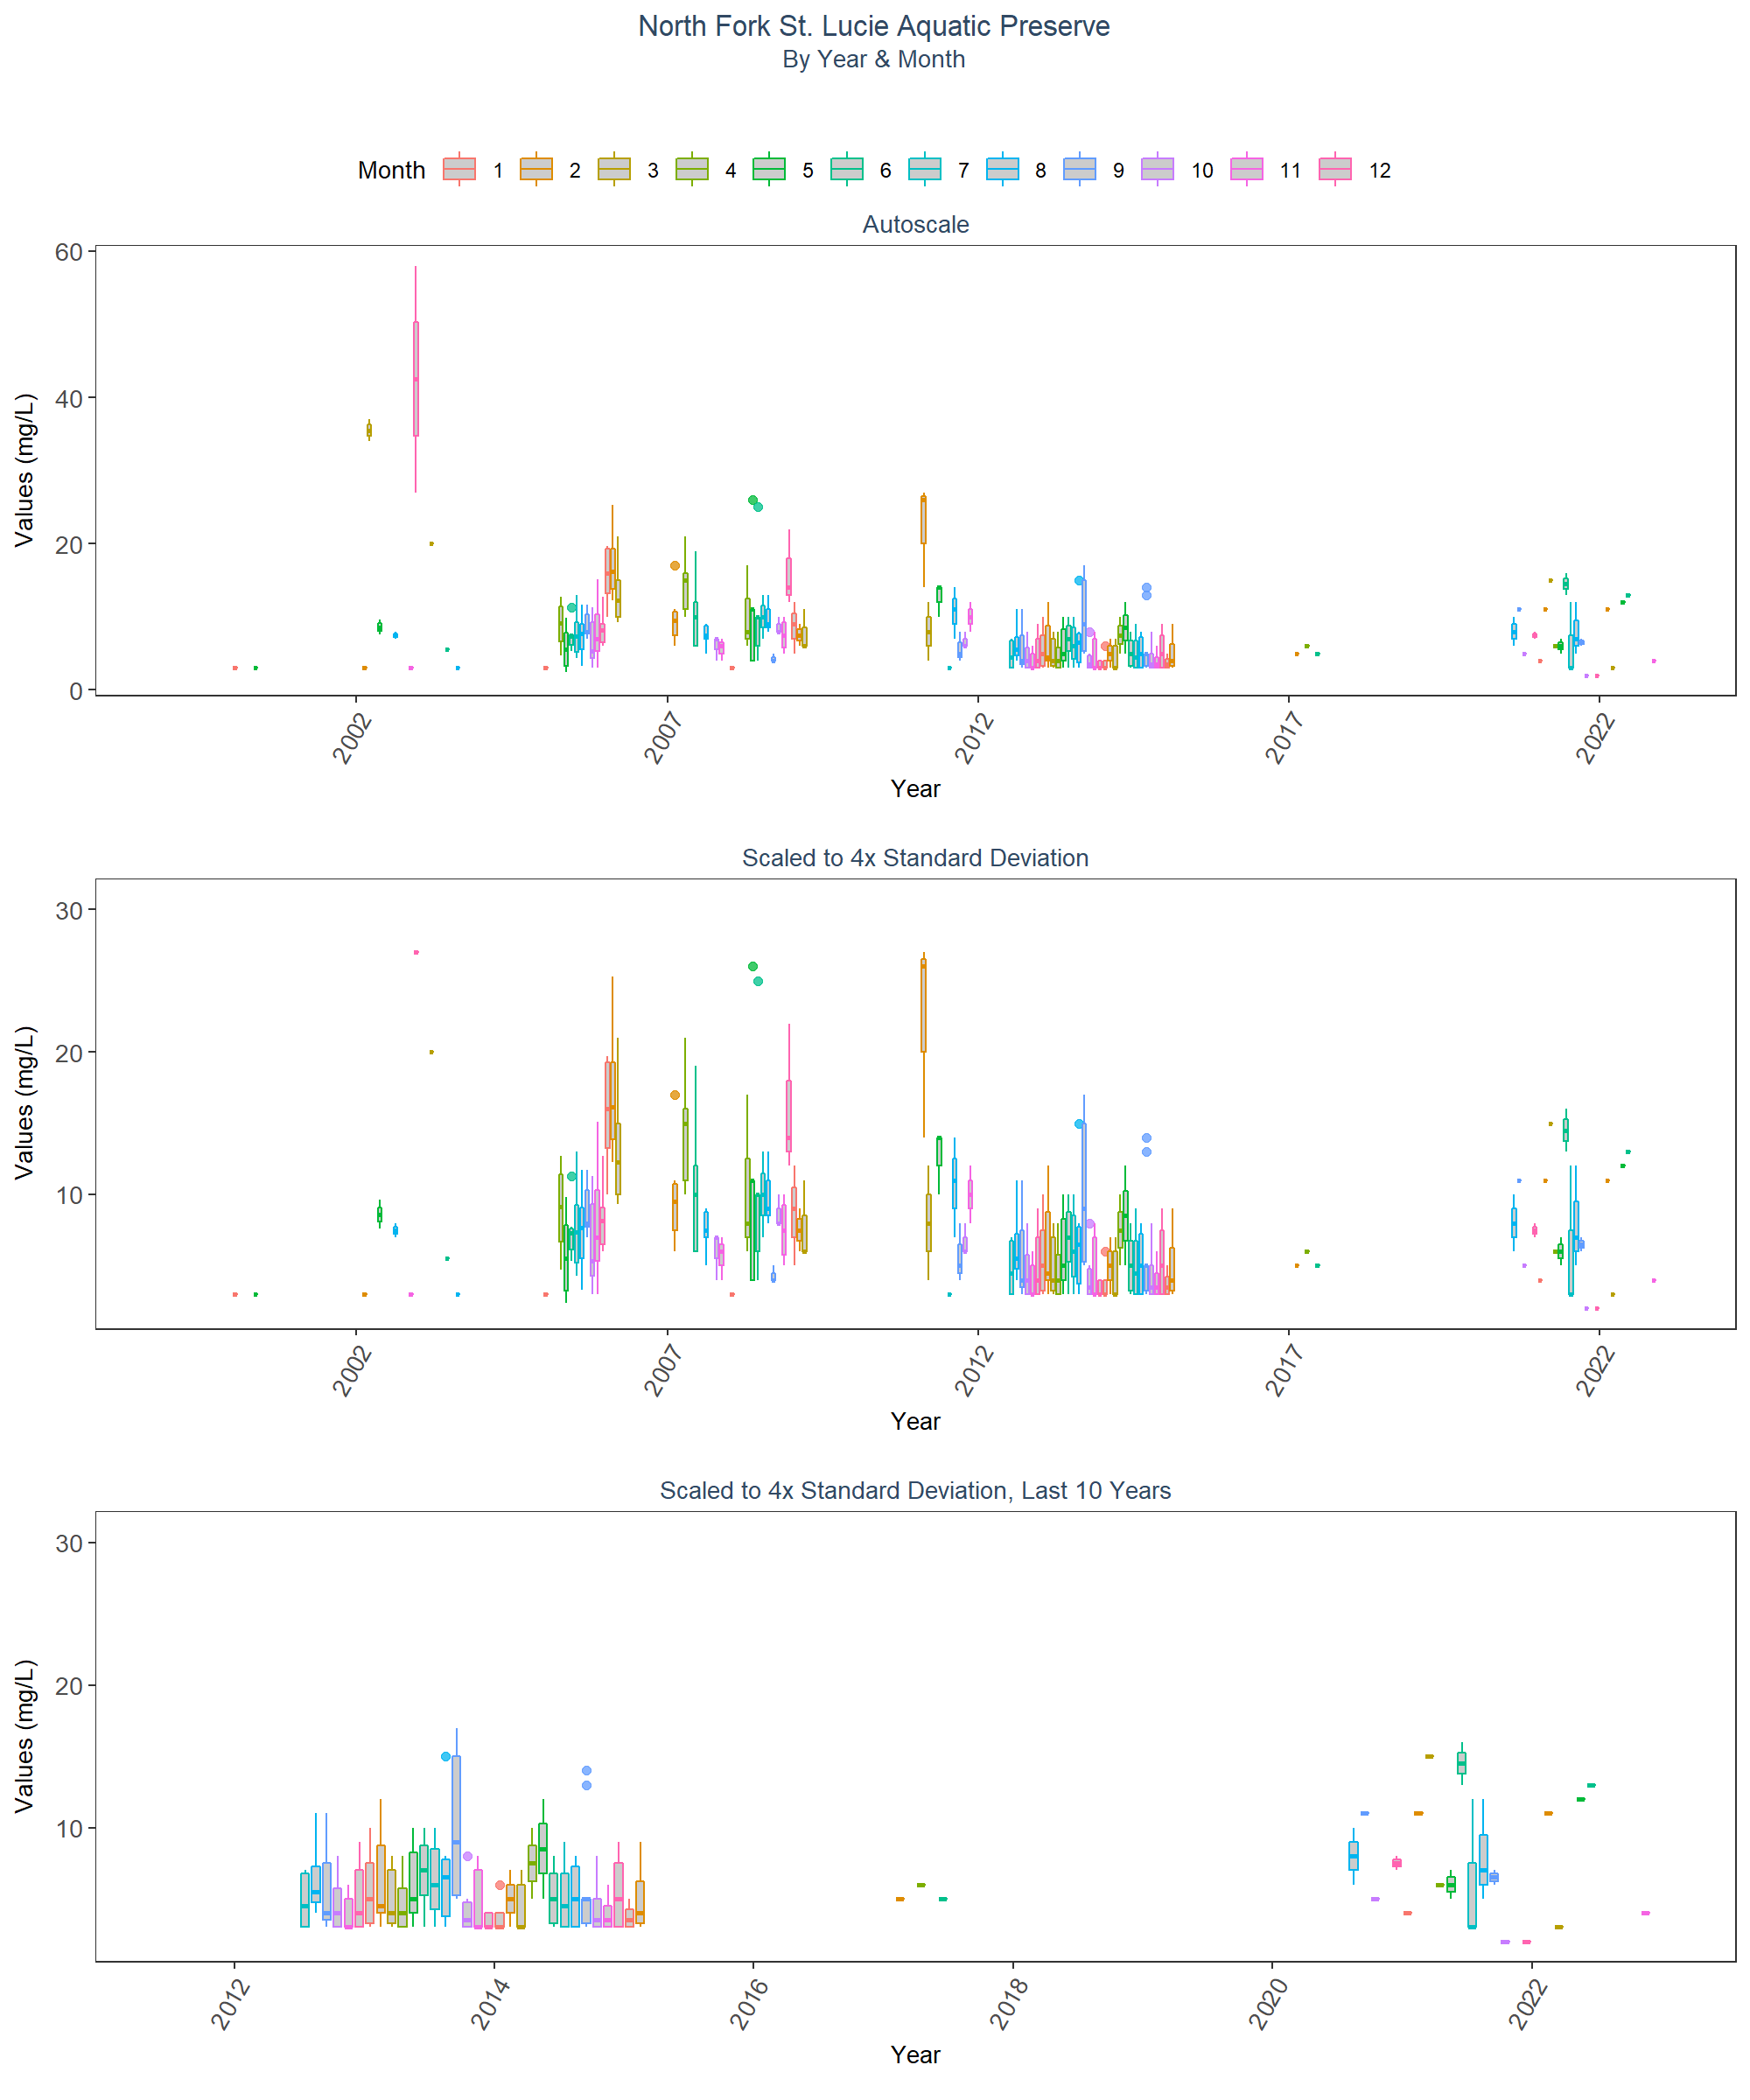 North Fork St. Lucie Aquatic Preserve
By Year & Month
Month 1 2 3 4 5 6 7 8 9 10 11 12
Autoscale
60
40
20
0
Values (mg/L)
2002 2007 2012 2017 2022
Year
Scaled to 4x Standard Deviation
30
20
10
Values (mg/L)
2002 2007 2012 2017 2022
Year
Scaled to 4x Standard Deviation, Last 10 Years
30
20
10
Values (mg/L)
2012 2014 2016 2018 2020 2022
Year